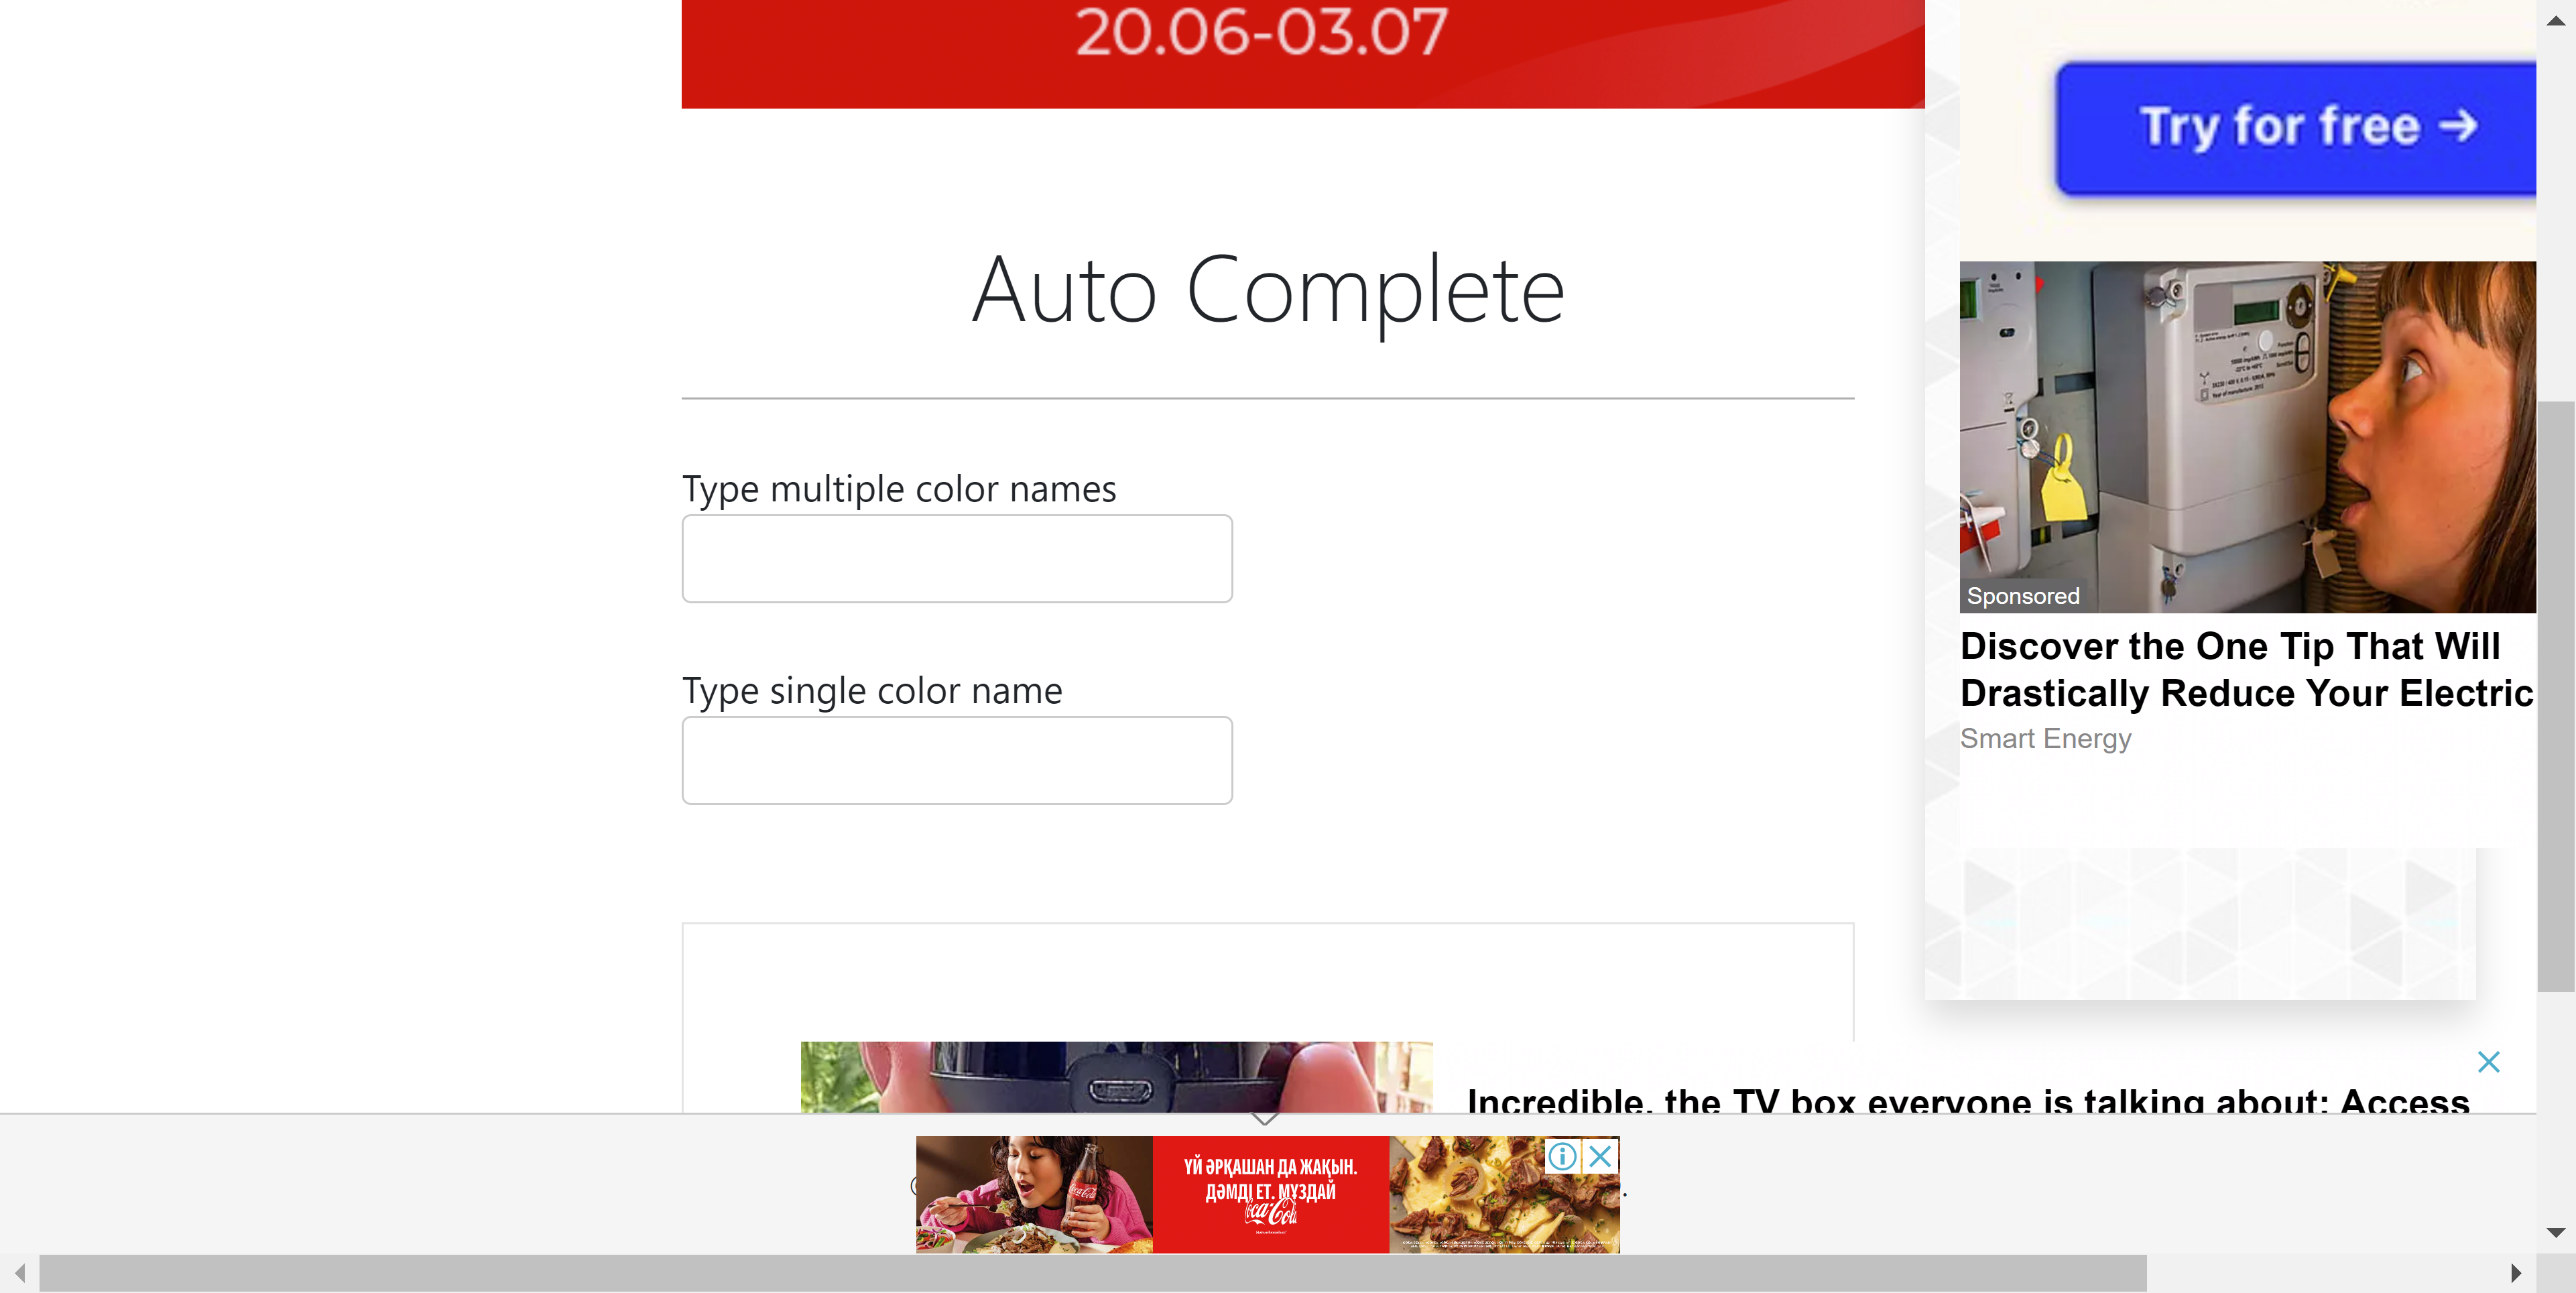 20.06-03.07
Try for free →
Auto Complete
Type multiple color names
Type single color name
Sponsored
Discover the One Tip That Will
Drastically Reduce Your Electric
Smart Energy
Incredible, the TV box everyone is talking about: Access
ҮЙ ӘРҚАШАН ДА ЖАҚЫН.
ДӘМДІ ЕТ. МҰЗДАЙ
Coca-Cola